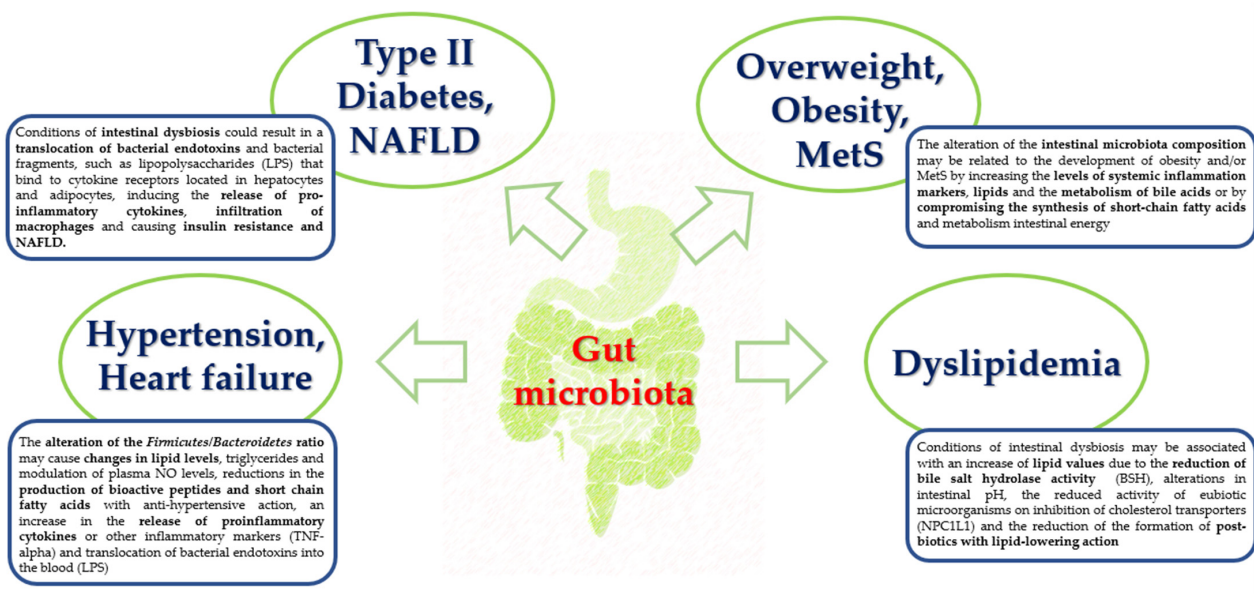 Type II
Diabetes,
NAFLD
Conditions of intestinal dysbiosis could result in a
translocation of bacterial endotoxins and bacterial
fragments, such as lipopolysaccharides (LPS) that
bind to cytokine receptors located in hepatocytes
and adipocytes, inducing the release of pro-
inflammatory cytokines, infiltration of
macrophages and causing insulin resistance and
NAFLD.
Overweight,
Obesity,
MetS
The alteration of the intestinal microbiota composition
may be related to the development of obesity and/or
MetS by increasing the levels of systemic inflammation
markers, lipids and the metabolism of bile acids or by
compromising the synthesis of short-chain fatty acids
and metabolism intestinal energy
Hypertension,
Heart failure
The alteration of the Firmicutes/Bacteroidetes ratio
may cause changes in lipid levels, triglycerides and
modulation of plasma NO levels, reductions in the
production of bioactive peptides and short chain
fatty acids with anti-hypertensive action, an
increase in the release of proinflammatory
cytokines or other inflammatory markers (TNF-
alpha) and translocation of bacterial endotoxins into
the blood (LPS)
Gut
microbiota
Dyslipidemia
Conditions of intestinal dysbiosis may be associated
with an increase of lipid values due to the reduction of
bile salt hydrolase activity (BSH), alterations in
intestinal pH, the reduced activity of eubiotic
microorganisms on inhibition of cholesterol transporters
(NPC1L1) and the reduction of the formation of post-
biotics with lipid-lowering action